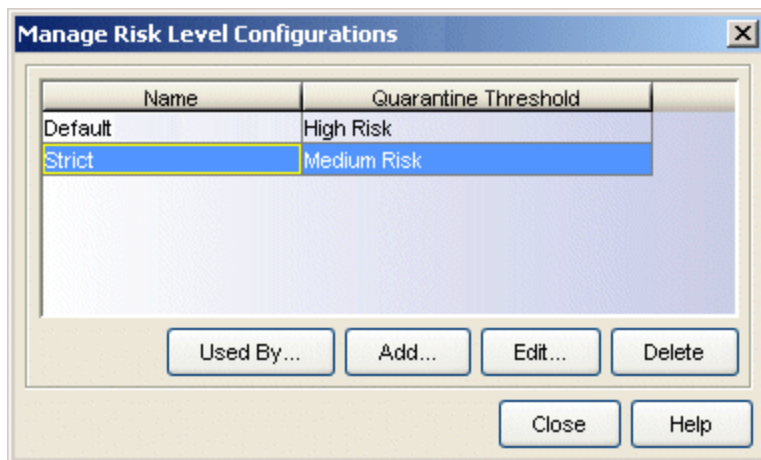 Manage Risk Level Configurations
Name Quarantine Threshold
Default High Risk
Strict Medium Risk
Used By... Add... Edit... Delete
Close Help